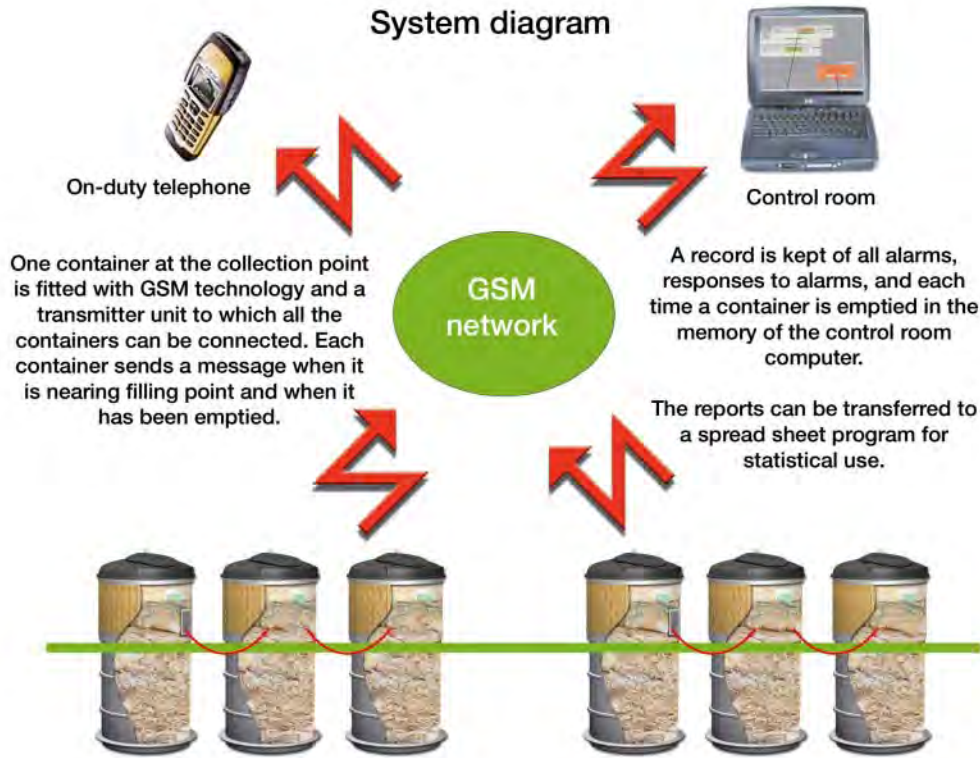 System diagram
On-duty telephone
Control room
One container at the collection point
is fitted with GSM technology and a
transmitter unit to which all the
containers can be connected. Each
container sends a message when it
is nearing filling point and when it
has been emptied.
GSM
network
A record is kept of all alarms,
responses to alarms, and each
time a container is emptied in the
memory of the control room
computer.
The reports can be transferred to
a spread sheet program for
statistical use.